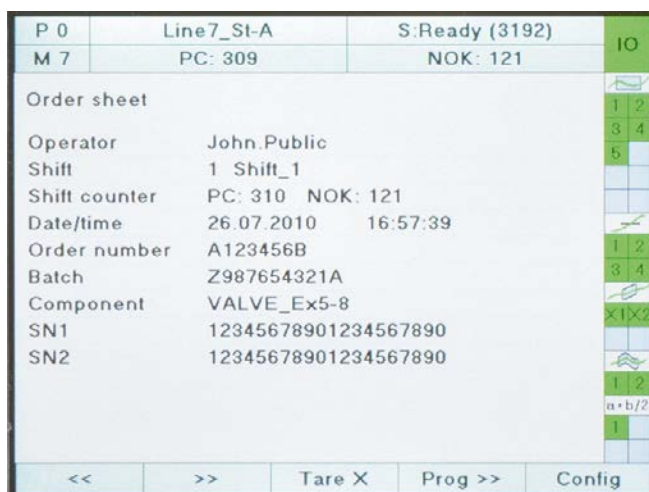 P 0 Line7_St-A S:Ready (3192) IO
M 7 PC: 309 NOK: 121
Order sheet
1 2
Operator John.Public 3 4
Shift 1 Shift_1 5
Shift counter PC: 310 NOK: 121
Date/time 26.07.2010 16:57:39
Order number A123456B 1 2
Batch Z987654321A 3 4
Component VALVE_Ex5-8
SN1 12345678901234567890 X1 X2
SN2 12345678901234567890
1 2
a+b/2
1
<< >> Tare X Prog >> Config